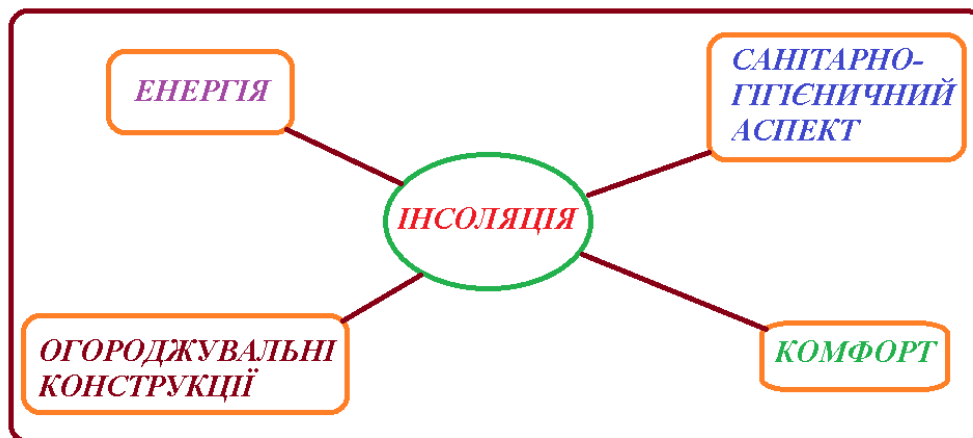 ЕНЕРГІЯ
САНІТАРНО-
ГІГІЄНИЧНИЙ
АСПЕКТ
ІНСОЛЯЦІЯ
ОГОРОДЖУВАЛЬНІ
КОНСТРУКЦІЇ
КОМФОРТ